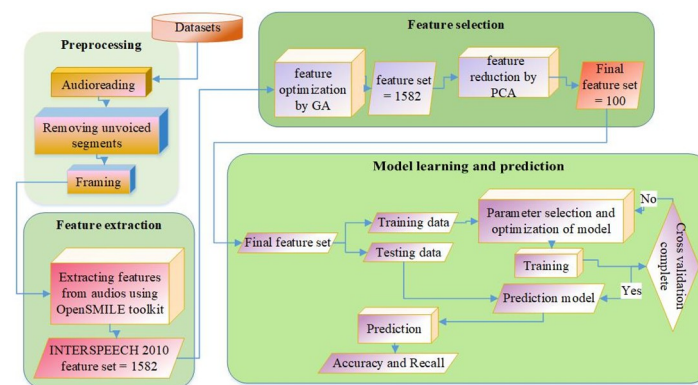 Datasets
Preprocessing
Audioreading
Removing unvoiced
segments
Framing
Feature extraction
Extracting features
from audios using
OpenSMILE toolkit
INTERSPEECH 2010
feature set = 1582
Feature selection
feature
optimization
by GA
feature set
= 1582
feature
reduction by
PCA
Final
feature set
= 100
Model learning and prediction
Final feature set
Training data
Testing data
Parameter selection and
optimization of model
Training
Prediction model
No
Yes
Cross validation
complete
Prediction
Accuracy and Recall